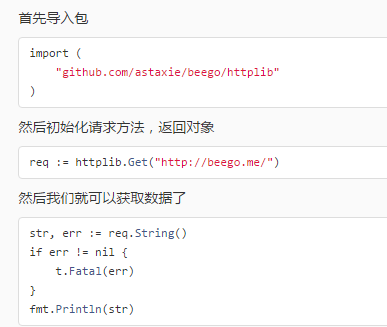 首先导入包
import (
    "github.com/astaxie/beego/httplib"
)
然后初始化请求方法，返回对象
req := httplib.Get("http://beego.me/")
然后我们就可以获取数据了
str, err := req.String()
if err != nil {
    t.Fatal(err)
}
fmt.Println(str)